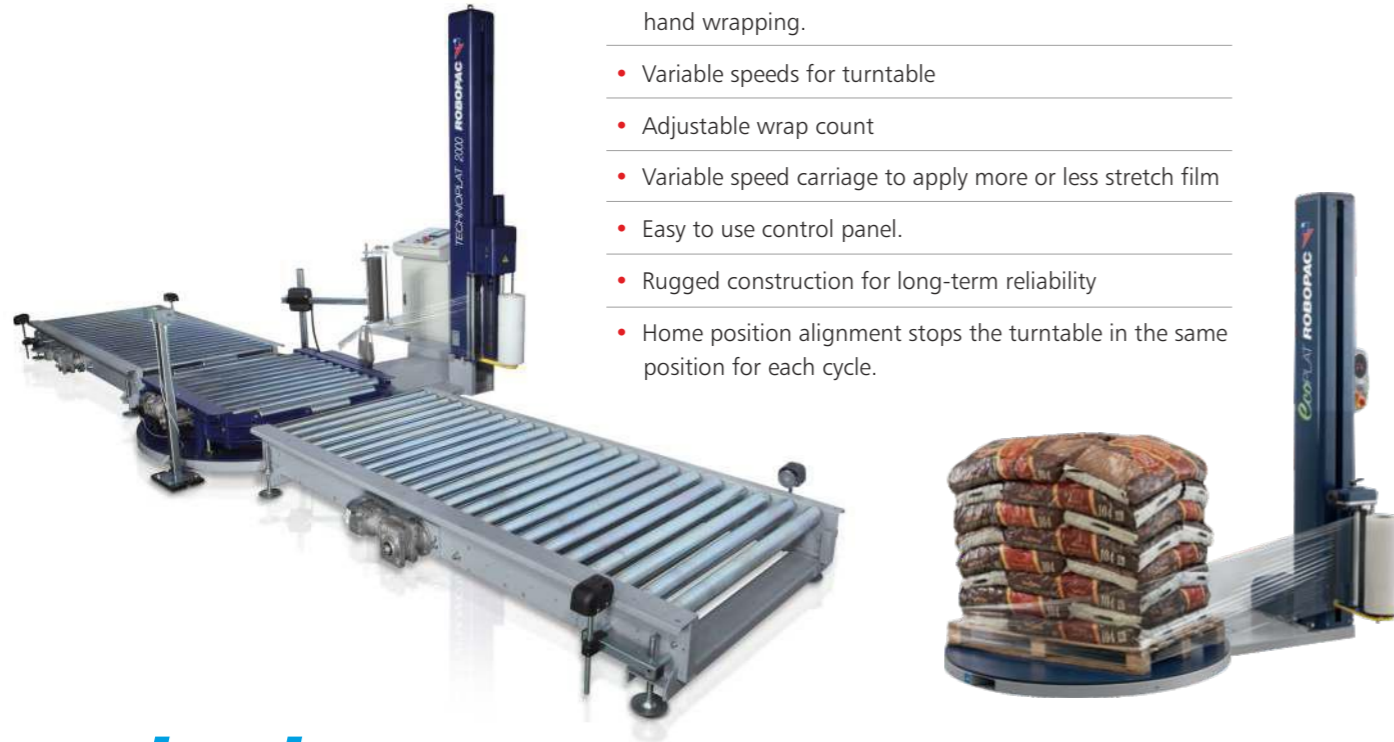 hand wrapping.
• Variable speeds for turntable
• Adjustable wrap count
• Variable speed carriage to apply more or less stretch film
• Easy to use control panel.
• Rugged construction for long-term reliability
• Home position alignment stops the turntable in the same
position for each cycle.
TECHNOPLAT 2000 ROBOPAC
ecoPLAT ROBOPAC